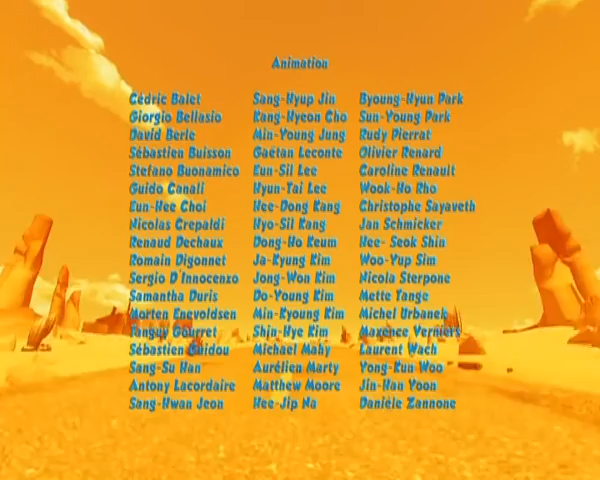 Animation
Cédric Balet Sang-Hyup Jin Byoung-Hyun Park
Giorgio Bellasio Kang-Hyeon Cho Sun-Young Park
David Berle Min-Young Jung Rudy Pierrat
Sébastien Buisson Gaëtan Leconte Olivier Renard
Stefano Buonamico Eun-Sil Lee Caroline Renault
Guido Canali Hyun-Tai Lee Wook-Ho Rho
Eun-Hee Choi Hee-Dong Kang Christophe Sayaveth
Nicolas Crepaldi Hyo-Sil Kang Jan Schmicker
Renaud Dechaux Dong-Ho Keum Hee- Seok Shin
Romain Digonnet Ja-Kyung Kim Woo-Yup Sim
Sergio D'Innocenzo Jong-Won Kim Nicola Sterpone
Samantha Duris Do-Young Kim Mette Tange
Morten Enevoldsen Min-Kyoung Kim Michel Urbanek
Tanguy Gourret Shin-Hye Kim Maxence Verniers
Sébastien Guidou Michael Mahy Laurent Wach
Sang-Su Han Aurélien Marty Yong-Kun Woo
Antony Lacordaire Matthew Moore Jin-Han Yoon
Sang-Hwan Jeon Hee-Jip Na Danièle Zannone